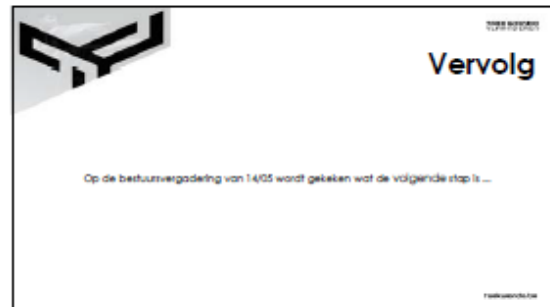 Vervolg
Op de bestuursvergadering van 14/05 wordt gekeken wat de volgende stap is ...